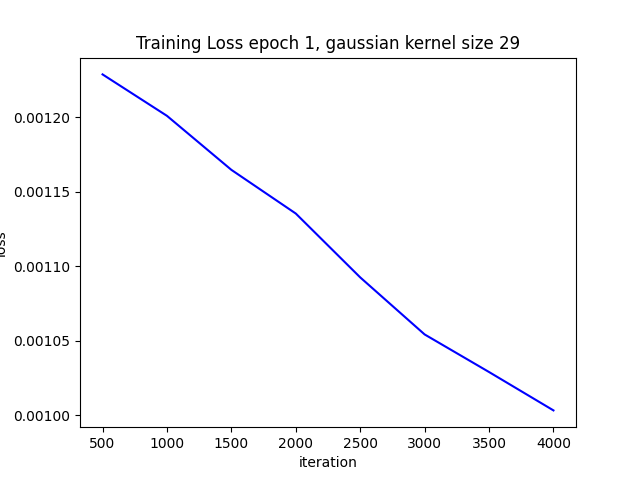 Training Loss epoch 1, gaussian kernel size 29
0.00120
0.00115
0.00110
0.00105
0.00100
loss
500 1000 1500 2000 2500 3000 3500 4000
iteration